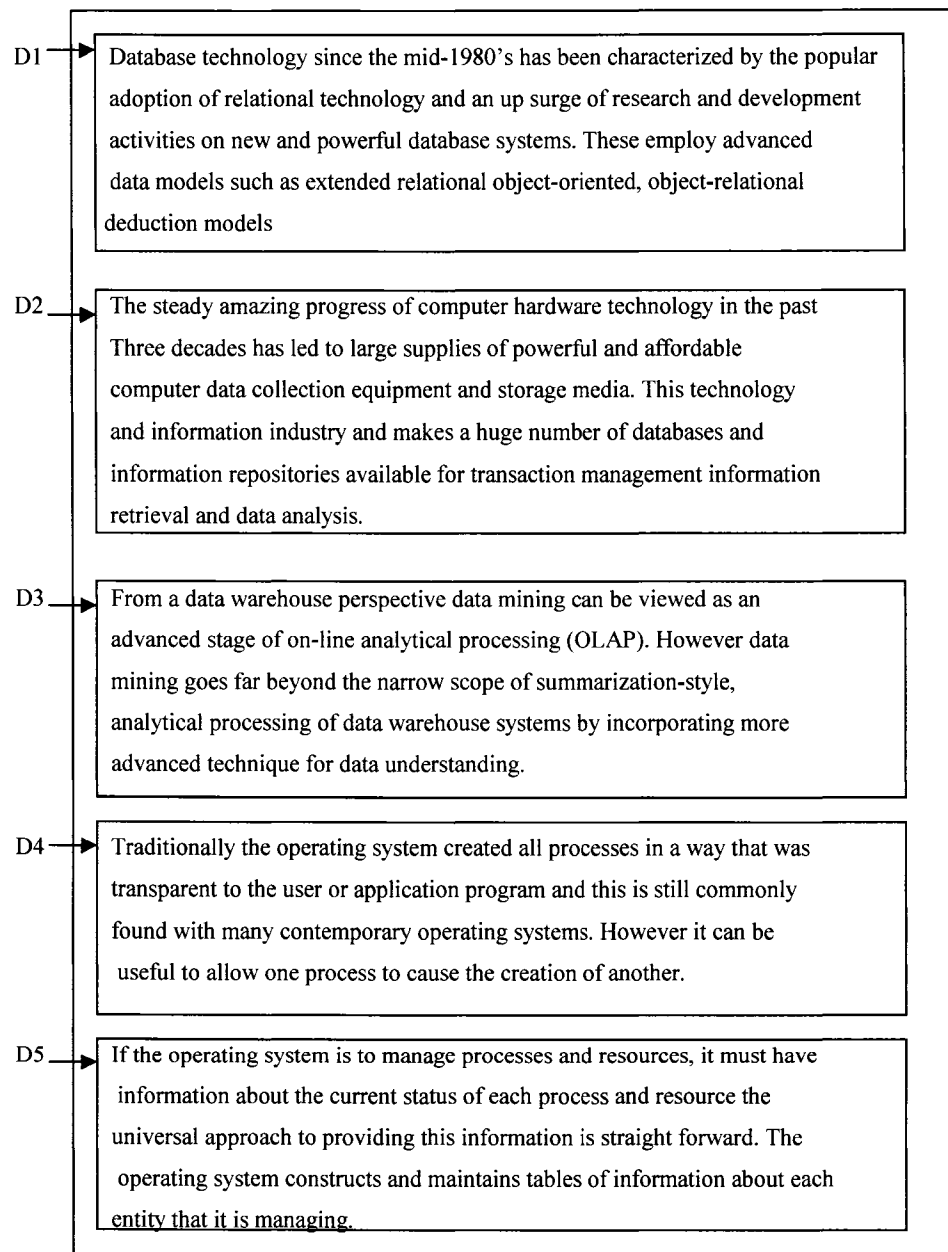 D1
Database technology since the mid-1980's has been characterized by the popular
adoption of relational technology and an up surge of research and development
activities on new and powerful database systems. These employ advanced
data models such as extended relational object-oriented, object-relational
deduction models
D2
The steady amazing progress of computer hardware technology in the past
Three decades has led to large supplies of powerful and affordable
computer data collection equipment and storage media. This technology
and information industry and makes a huge number of databases and
information repositories available for transaction management information
retrieval and data analysis.
D3
From a data warehouse perspective data mining can be viewed as an
advanced stage of on-line analytical processing (OLAP). However data
mining goes far beyond the narrow scope of summarization-style,
analytical processing of data warehouse systems by incorporating more
advanced technique for data understanding.
D4
Traditionally the operating system created all processes in a way that was
transparent to the user or application program and this is still commonly
found with many contemporary operating systems. However it can be
useful to allow one process to cause the creation of another.
D5
If the operating system is to manage processes and resources, it must have
information about the current status of each process and resource the
universal approach to providing this information is straight forward. The
operating system constructs and maintains tables of information about each
entity that it is managing.